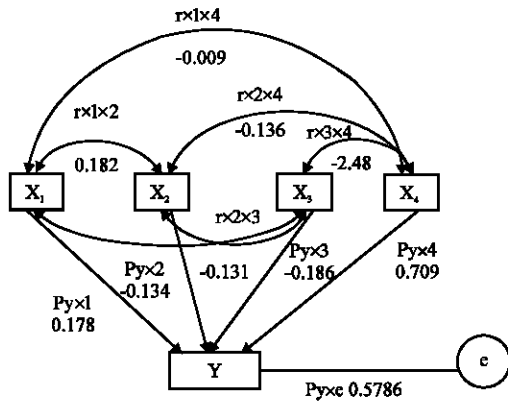 r×1×4
-0.009
r×2×4
r×1×2
-0.136
r×3×4
0.182
-2.48
X₁
X₂
X₃
X₄
r×2×3
Py×3
Py×4
Py×2
-0.131
-0.186
0.709
-0.134
Py×1
0.178
Y
e
Py×e 0.5786